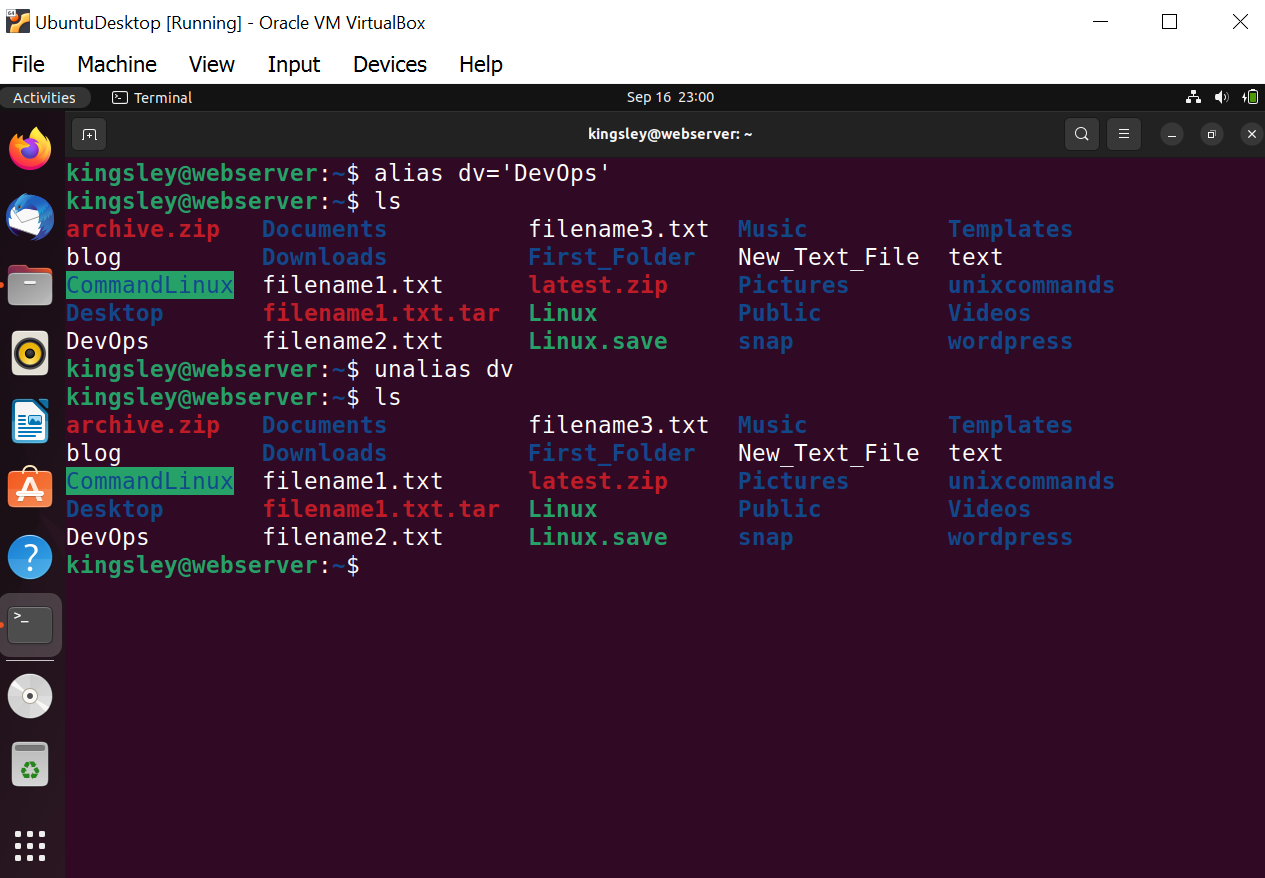 UbuntuDesktop [Running] - Oracle VM VirtualBox
File Machine View Input Devices Help
Activities Terminal Sep 16 23:00
kingsley@webserver: ~
kingsley@webserver:~$ alias dv='DevOps'
kingsley@webserver:~$ ls
archive.zip Documents filename3.txt Music Templates
blog Downloads First_Folder New_Text_File text
CommandLinux filename1.txt latest.zip Pictures unixcommands
Desktop filename1.txt.tar Linux Public Videos
DevOps filename2.txt Linux.save snap wordpress
kingsley@webserver:~$ unalias dv
kingsley@webserver:~$ ls
archive.zip Documents filename3.txt Music Templates
blog Downloads First_Folder New_Text_File text
CommandLinux filename1.txt latest.zip Pictures unixcommands
Desktop filename1.txt.tar Linux Public Videos
DevOps filename2.txt Linux.save snap wordpress
kingsley@webserver:~$